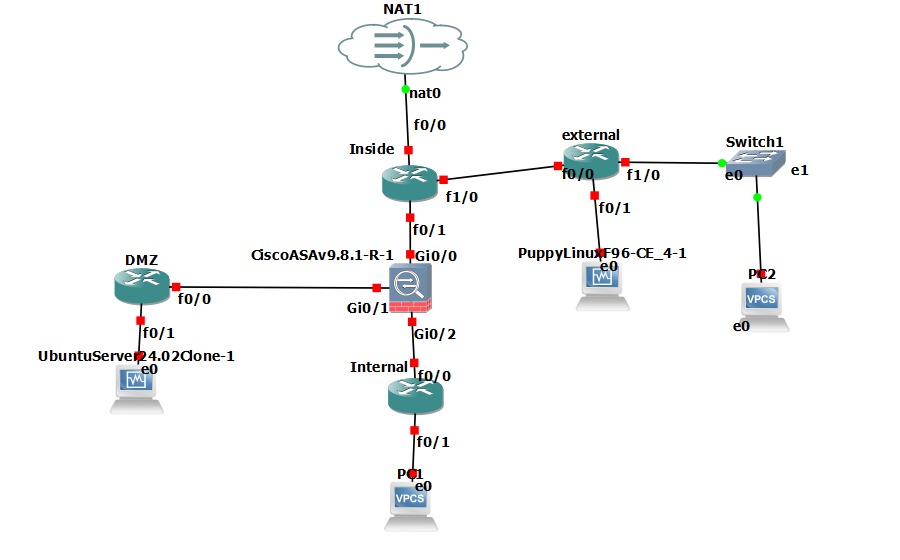 NAT1
nat0
f0/0
Inside
external
Switch1
f0/0
f1/0
e0
e1
f1/0
f0/1
f0/1
CiscoASAv9.8.1-R-1
Gi0/0
PuppyLinuxF96-CE_4-1
e0
DMZ
PC2
f0/0
Gi0/1
VPCS
e0
f0/1
Gi0/2
UbuntuServer24.02Clone-1
e0
Internal
f0/0
f0/1
PC1
e0
VPCS